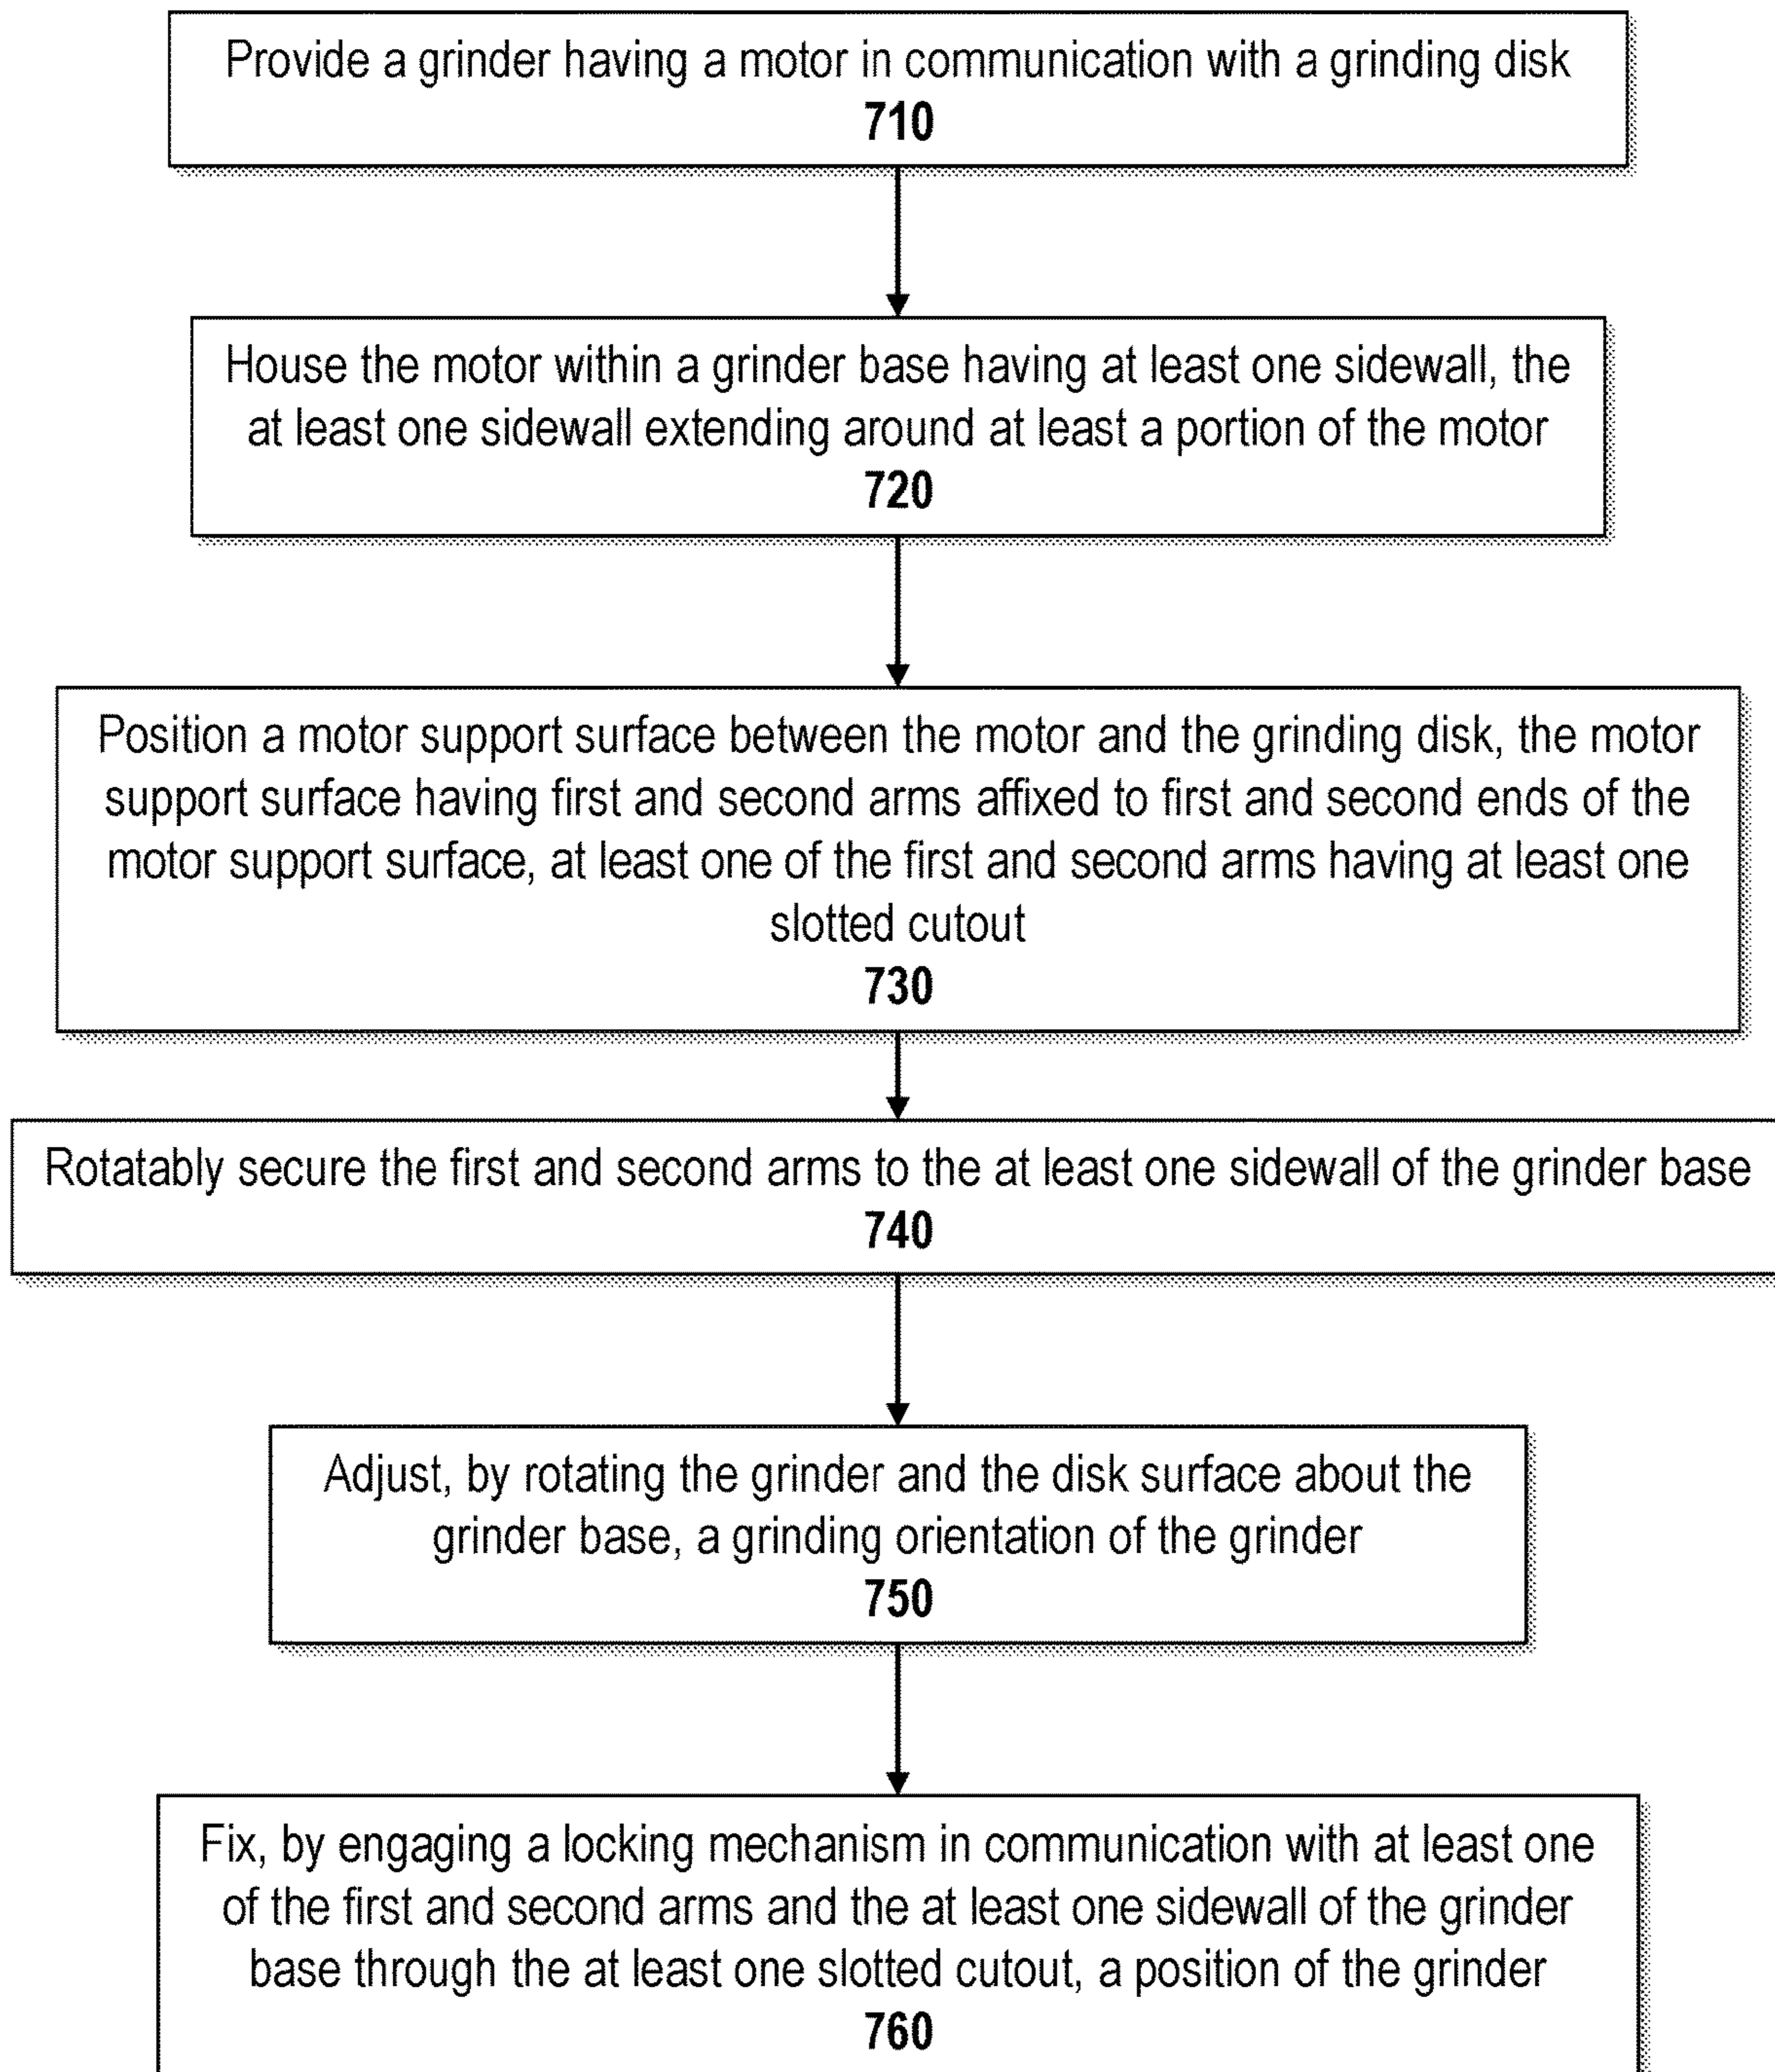 Provide a grinder having a motor in communication with a grinding disk
710
House the motor within a grinder base having at least one sidewall, the
at least one sidewall extending around at least a portion of the motor
720
Position a motor support surface between the motor and the grinding disk, the motor
support surface having first and second arms affixed to first and second ends of the
motor support surface, at least one of the first and second arms having at least one
slotted cutout
730
Rotatably secure the first and second arms to the at least one sidewall of the grinder base
740
Adjust, by rotating the grinder and the disk surface about the
grinder base, a grinding orientation of the grinder
750
Fix, by engaging a locking mechanism in communication with at least one
of the first and second arms and the at least one sidewall of the grinder
base through the at least one slotted cutout, a position of the grinder
760